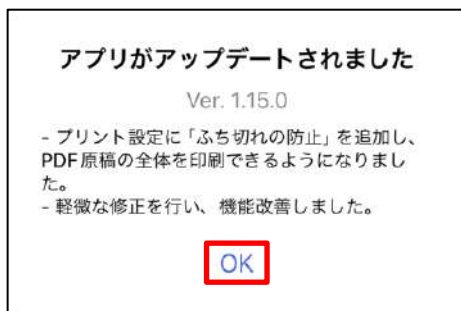 アプリがアップデートされました
Ver. 1.15.0
- プリント設定に「ふち切れの防止」を追加し、
PDF原稿の全体を印刷できるようになりまし
た。
- 軽微な修正を行い、機能改善しました。
OK